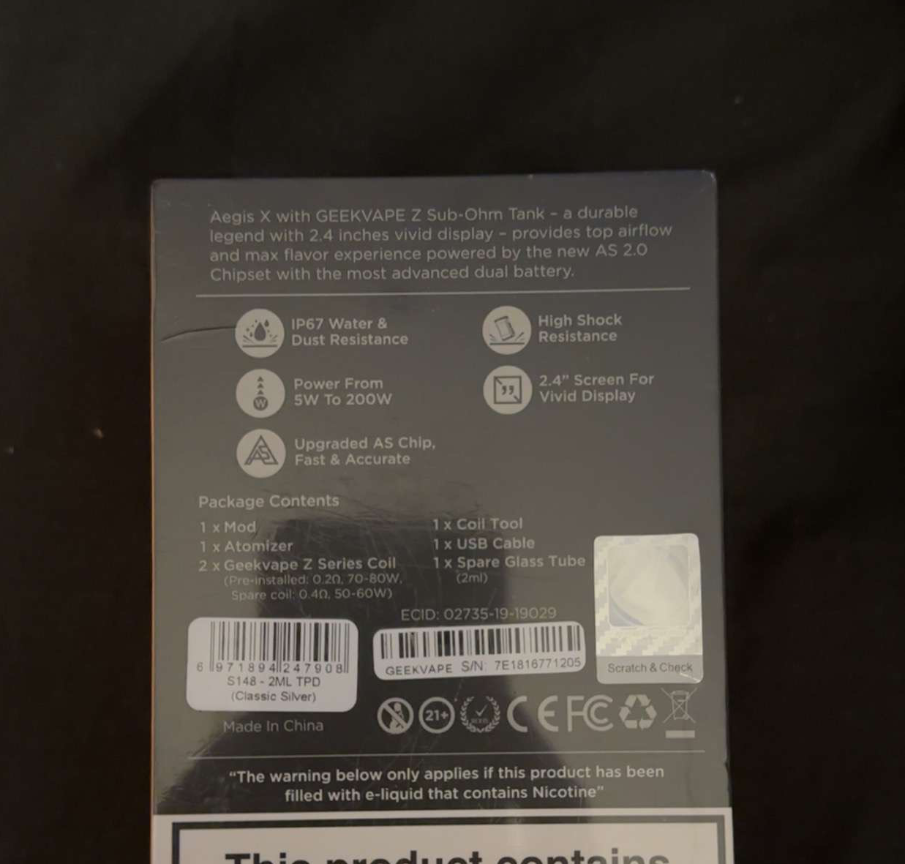 Aegis X with GEEKVAPE Z Sub-Ohm Tank – a durable
legend with 2.4 inches vivid display – provides top airflow
and max flavor experience powered by the new AS 2.0
Chipset with the most advanced dual battery.
IP67 Water &
Dust Resistance
High Shock
Resistance
Power From
5W To 200W
2.4" Screen For
Vivid Display
Upgraded AS Chip,
Fast & Accurate
Package Contents
1 x Mod
1 x Atomizer
2 x Geekvape Z Series Coil
(Pre-installed: 0.2Ω, 70-80W,
Spare coil: 0.4Ω, 50-60W)
1 x Coil Tool
1 x USB Cable
1 x Spare Glass Tube
(2ml)
ECID: 02735-19-19029
6 971894 247908
S148 - 2ML TPD
(Classic Silver)
GEEKVAPE S/N: 7E1816771205
Scratch & Check
Made In China
21+
CE FC
"The warning below only applies if this product has been
filled with e-liquid that contains Nicotine"
This product contains